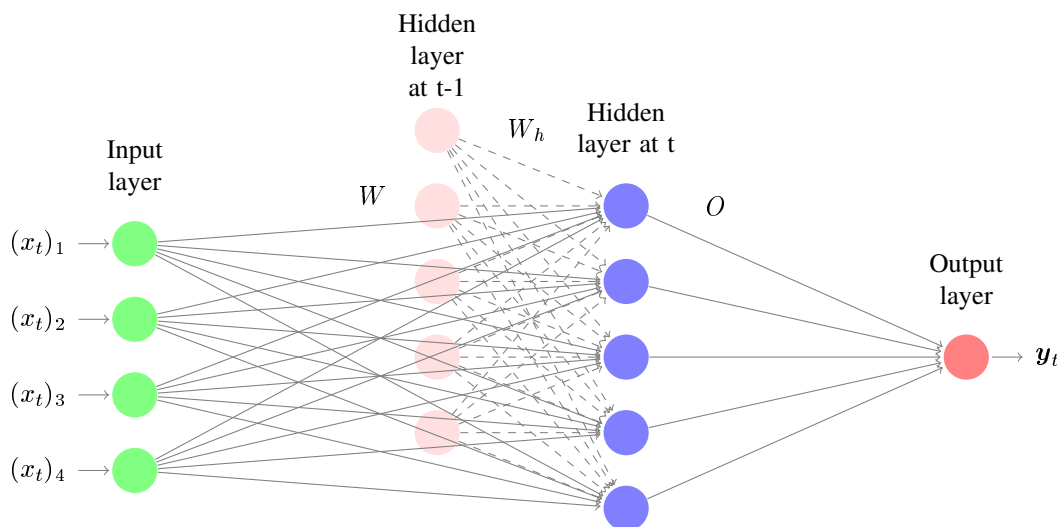 Hidden
layer
at t-1
Hidden
layer at t
W_h
Input
layer
W
O
(x_t)_1
(x_t)_2
(x_t)_3
(x_t)_4
Output
layer
y_t